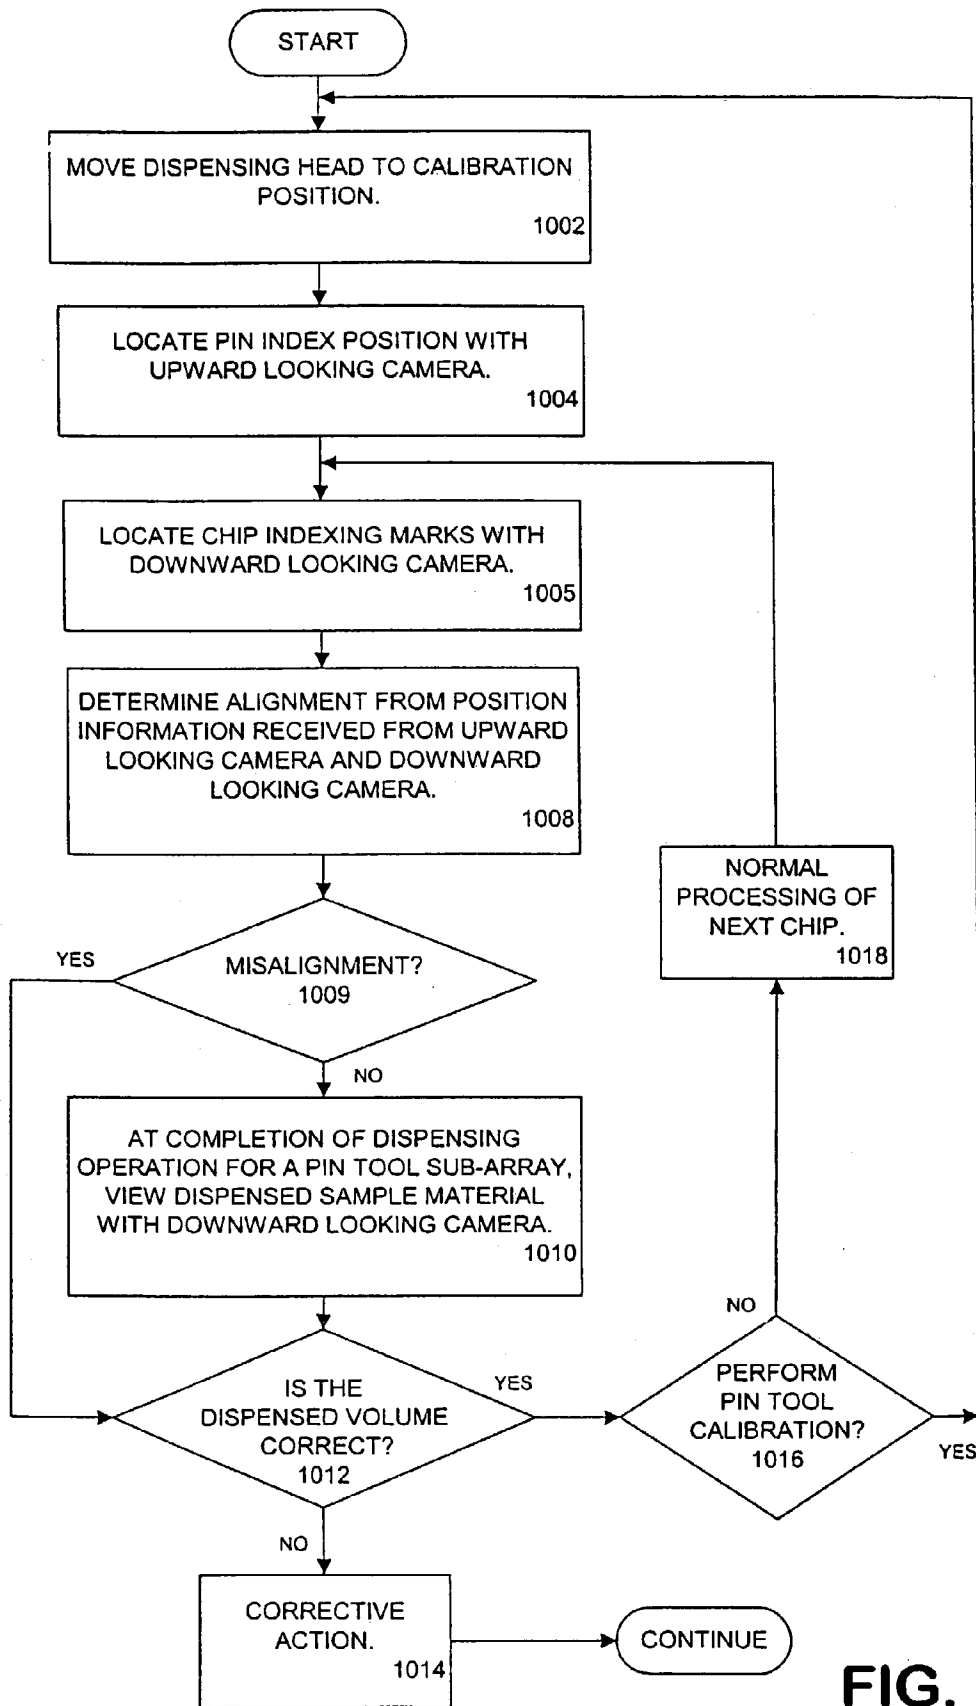 START
MOVE DISPENSING HEAD TO CALIBRATION
POSITION.
1002
LOCATE PIN INDEX POSITION WITH
UPWARD LOOKING CAMERA.
1004
LOCATE CHIP INDEXING MARKS WITH
DOWNWARD LOOKING CAMERA.
1005
DETERMINE ALIGNMENT FROM POSITION
INFORMATION RECEIVED FROM UPWARD
LOOKING CAMERA AND DOWNWARD
LOOKING CAMERA.
1008
NORMAL
PROCESSING OF
NEXT CHIP.
1018
YES
MISALIGNMENT?
1009
NO
AT COMPLETION OF DISPENSING
OPERATION FOR A PIN TOOL SUB-ARRAY,
VIEW DISPENSED SAMPLE MATERIAL
WITH DOWNWARD LOOKING CAMERA.
1010
IS THE
DISPENSED VOLUME
CORRECT?
1012
YES
NO
PERFORM
PIN TOOL
CALIBRATION?
1016
YES
NO
CORRECTIVE
ACTION.
1014
CONTINUE
FIG.